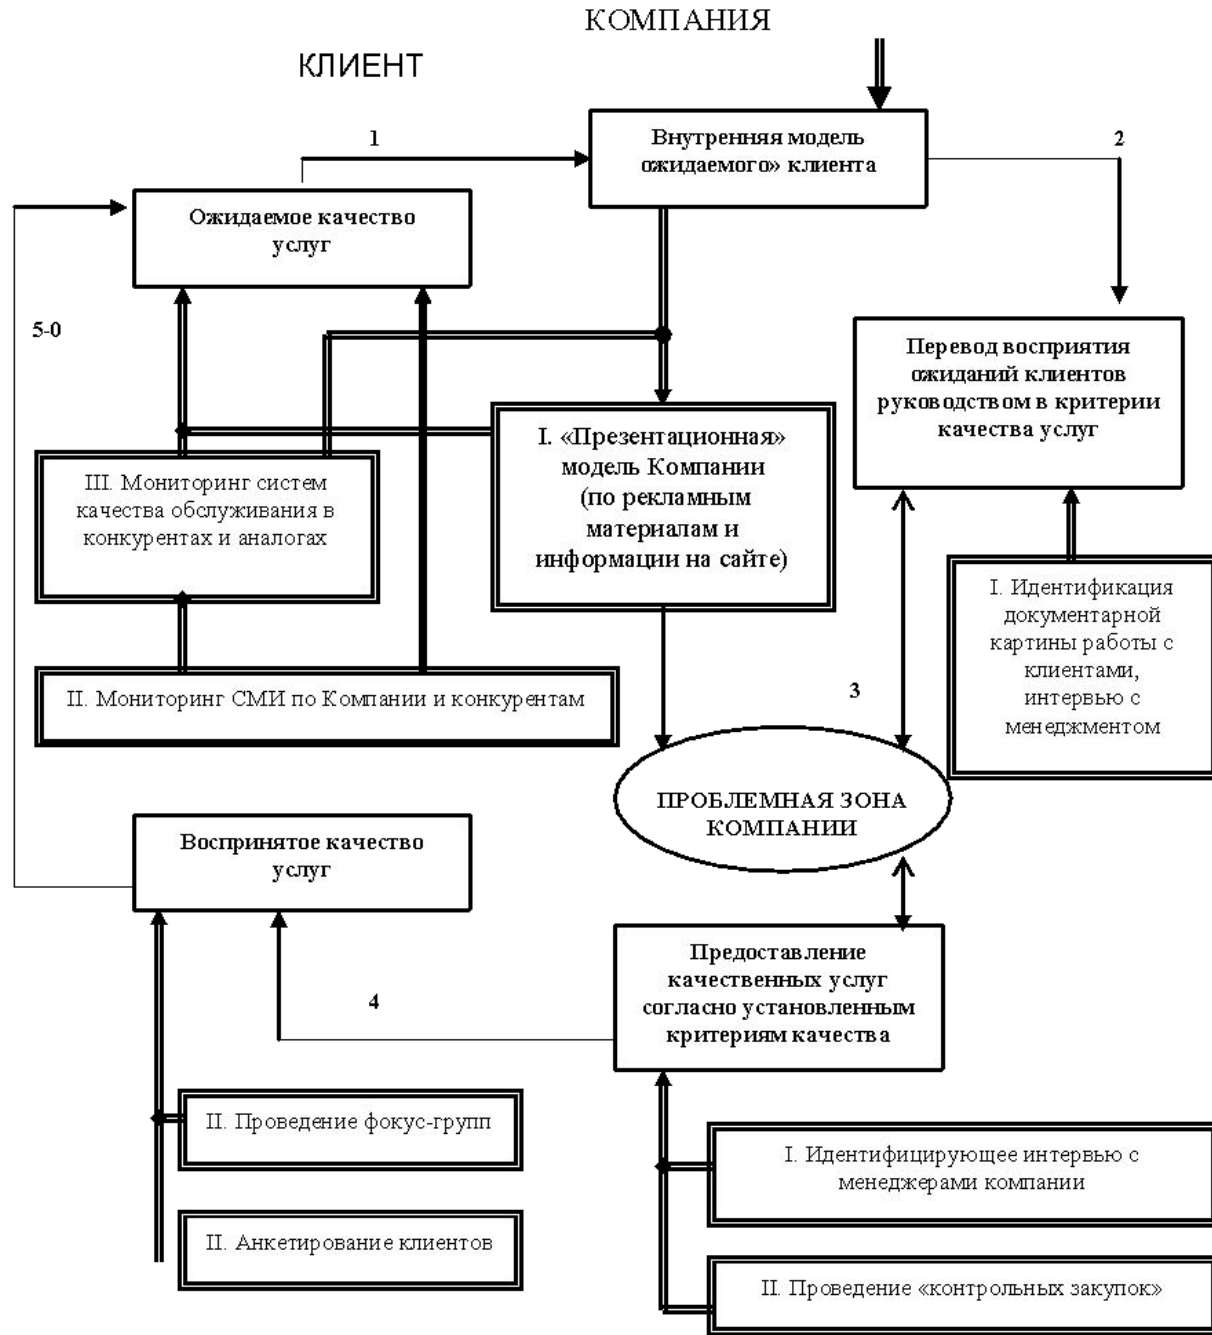 КОМПАНИЯ
КЛИЕНТ
1
Внутренняя модель
ожидаемого» клиента
2
Ожидаемое качество
услуг
5-0
Перевод восприятия
ожиданий клиентов
руководством в критерии
качества услуг
I. «Презентационная»
модель Компании
(по рекламным
материалам и
информации на сайте)
III. Мониторинг систем
качества обслуживания в
конкурентах и аналогах
I. Идентификация
документарной
картины работы с
клиентами,
интервью с
менеджментом
II. Мониторинг СМИ по Компании и конкурентам
3
ПРОБЛЕМНАЯ ЗОНА
КОМПАНИИ
Воспринятое качество
услуг
Предоставление
качественных услуг
согласно установленным
критериям качества
4
II. Проведение фокус-групп
I. Идентифицирующее интервью с
менеджерами компании
II. Анкетирование клиентов
II. Проведение «контрольных закупок»